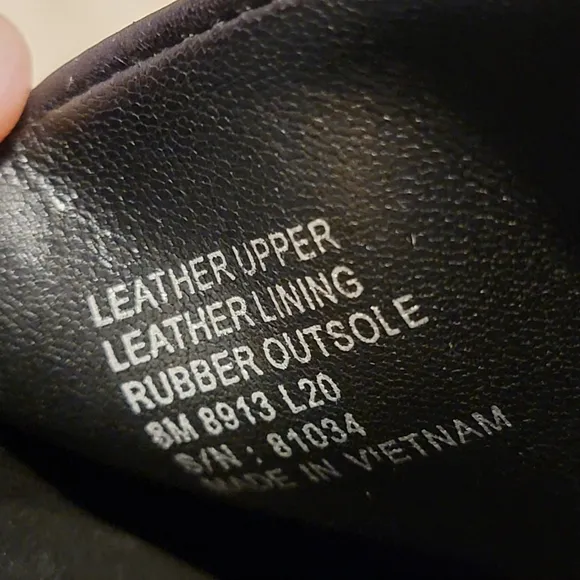 LEATHER UPPER
LEATHER LINING
RUBBER OUTSOLE
8M 8913 L20
S/N : 81034
MADE IN VIETNAM